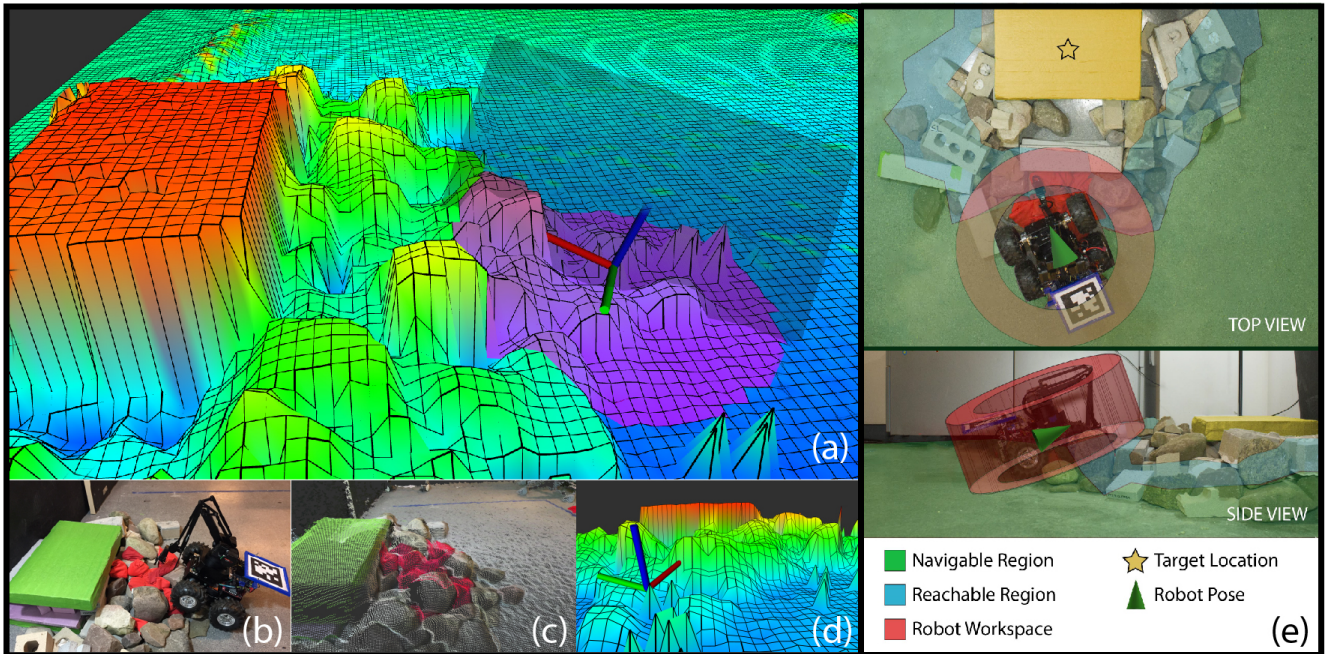 (a)
(b)
(c)
(d)
TOP VIEW
SIDE VIEW
Navigable Region
Reachable Region
Robot Workspace
Target Location
Robot Pose
(e)